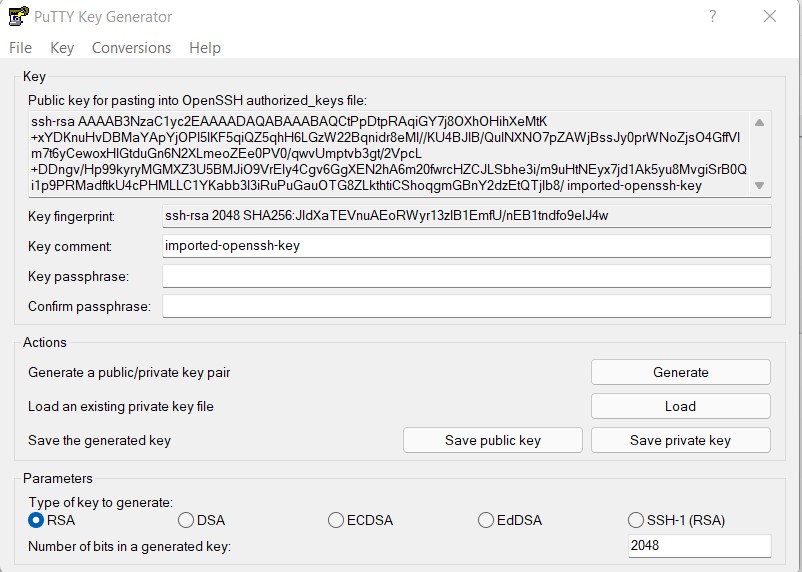 PuTTY Key Generator
?
File Key Conversions Help
Key
Public key for pasting into OpenSSH authorized_keys file:
ssh-rsa AAAAB3NzaC1yc2EAAAADAQABAAABAQCtPpDtpRAqiGY7j8OXhOHihXeMtK
+xYDKnuHvDBMaYApYjOPI5IKF5qiQZ5qhH6LGzW22Bqnidr8eMl//KU4BJlB/QuINXNO7pZAWjBssJy0prWNoZjsO4GffVl
m7t6yCewoxHlGtduGn6N2XLmeoZEe0PV0/qwvUmptvb3gt/2VpcL
+DDngv/Hp99kyryMGMXZ3U5BMJiO9VrEly4Cgv6GgXEN2hA6m20fwrcHZCJLSbhe3i/m9uHtNEyx7jd1Ak5yu8MvgiSrB0Q
i1p9PRMadftkU4cPHMLLC1YKabb3l3iRuPuGauOTG8ZLkthtiCShoqgmGBnY2dzEtQTjlb8/ imported-openssh-key
Key fingerprint: ssh-rsa 2048 SHA256:JldXaTEVnuAEoRWyr13zlB1EmfU/nEB1tndfo9eIJ4w
Key comment: imported-openssh-key
Key passphrase:
Confirm passphrase:
Actions
Generate a public/private key pair Generate
Load an existing private key file Load
Save the generated key Save public key Save private key
Parameters
Type of key to generate:
RSA DSA ECDSA EdDSA SSH-1 (RSA)
Number of bits in a generated key: 2048